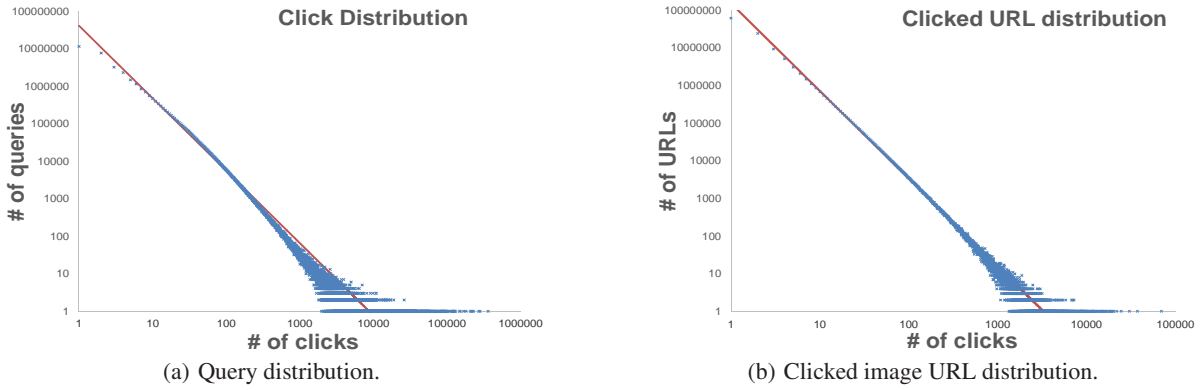 Click Distribution
100000000
10000000
1000000
100000
10000
1000
100
10
1
# of queries
1 10 100 1000 10000 100000 1000000
# of clicks
(a) Query distribution.
Clicked URL distribution
100000000
10000000
1000000
100000
10000
1000
100
10
1
# of URLs
1 10 100 1000 10000 100000
# of clicks
(b) Clicked image URL distribution.